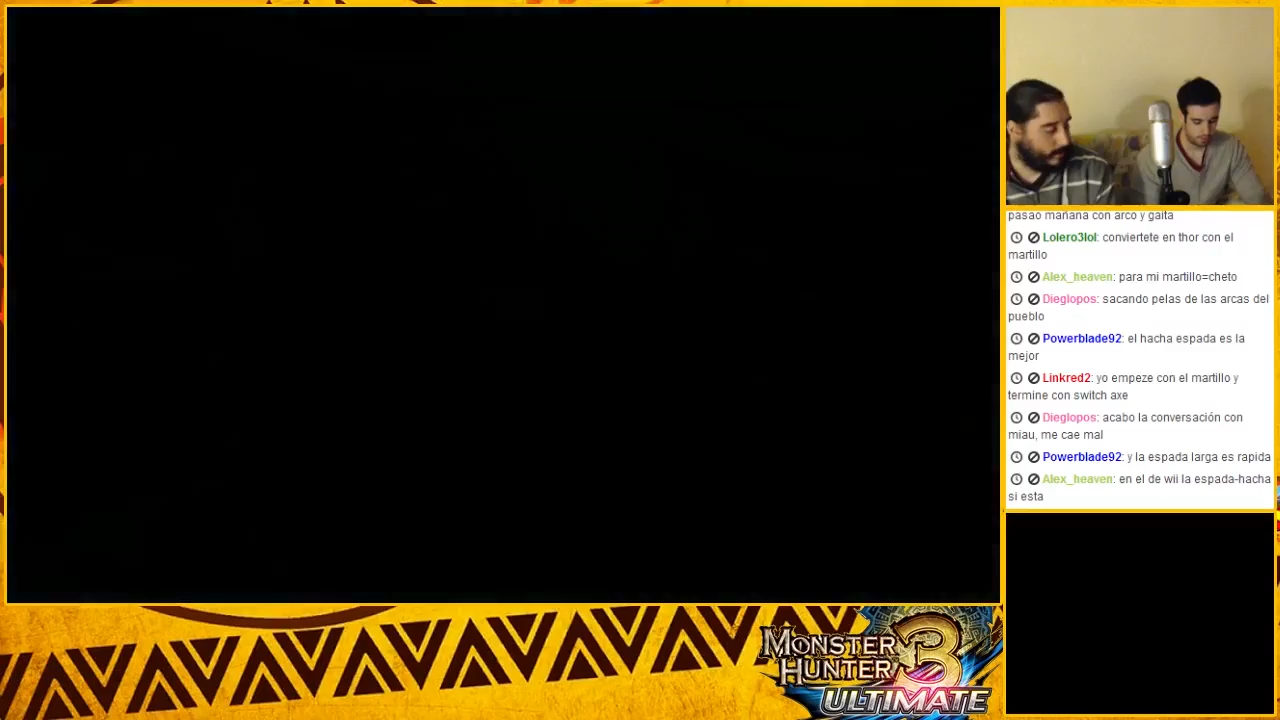 pasao mañana con arco y gaita
Lolero3lol: conviertete en thor con el
martillo
Alex_heaven: para mi martillo=cheto
Dieglopos: sacando pelas de las arcas del
pueblo
Powerblade92: el hacha espada es la
mejor
Linkred2: yo empeze con el martillo y
termine con switch axe
Dieglopos: acabo la conversación con
miau, me cae mal
Powerblade92: y la espada larga es rapida
Alex_heaven: en el de wii la espada-hacha
si esta
MONSTER
HUNTER 3
ULTIMATE